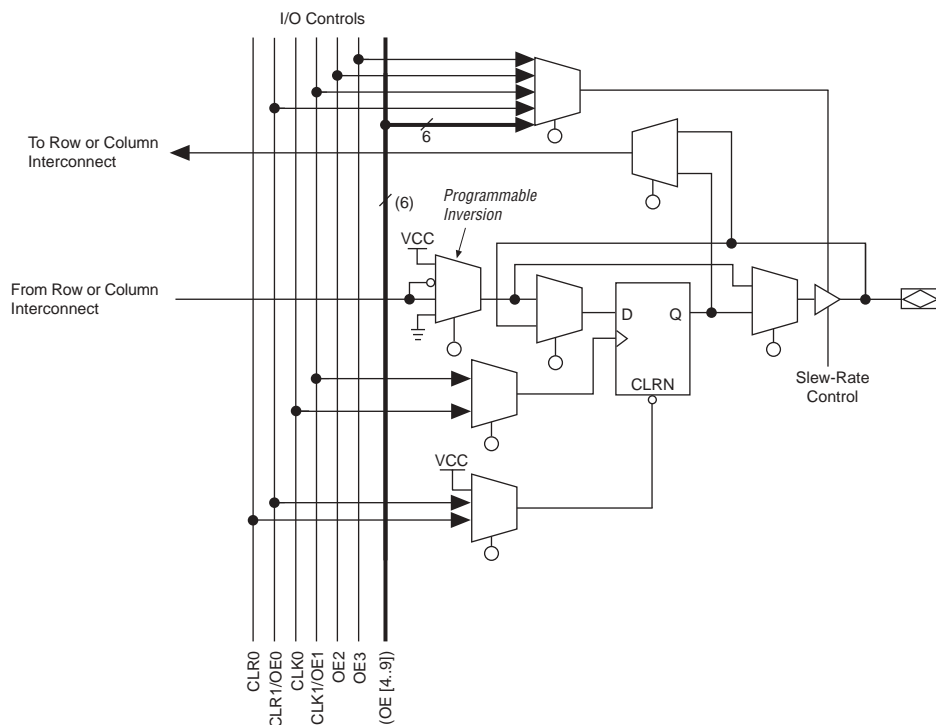 I/O Controls
6
To Row or Column
Interconnect
(6)
Programmable
Inversion
VCC
From Row or Column
Interconnect
D
Q
CLRN
Slew-Rate
Control
VCC
CLR0
CLR1/OE0
CLK0
CLK1/OE1
OE2
OE3
(OE [4..9])